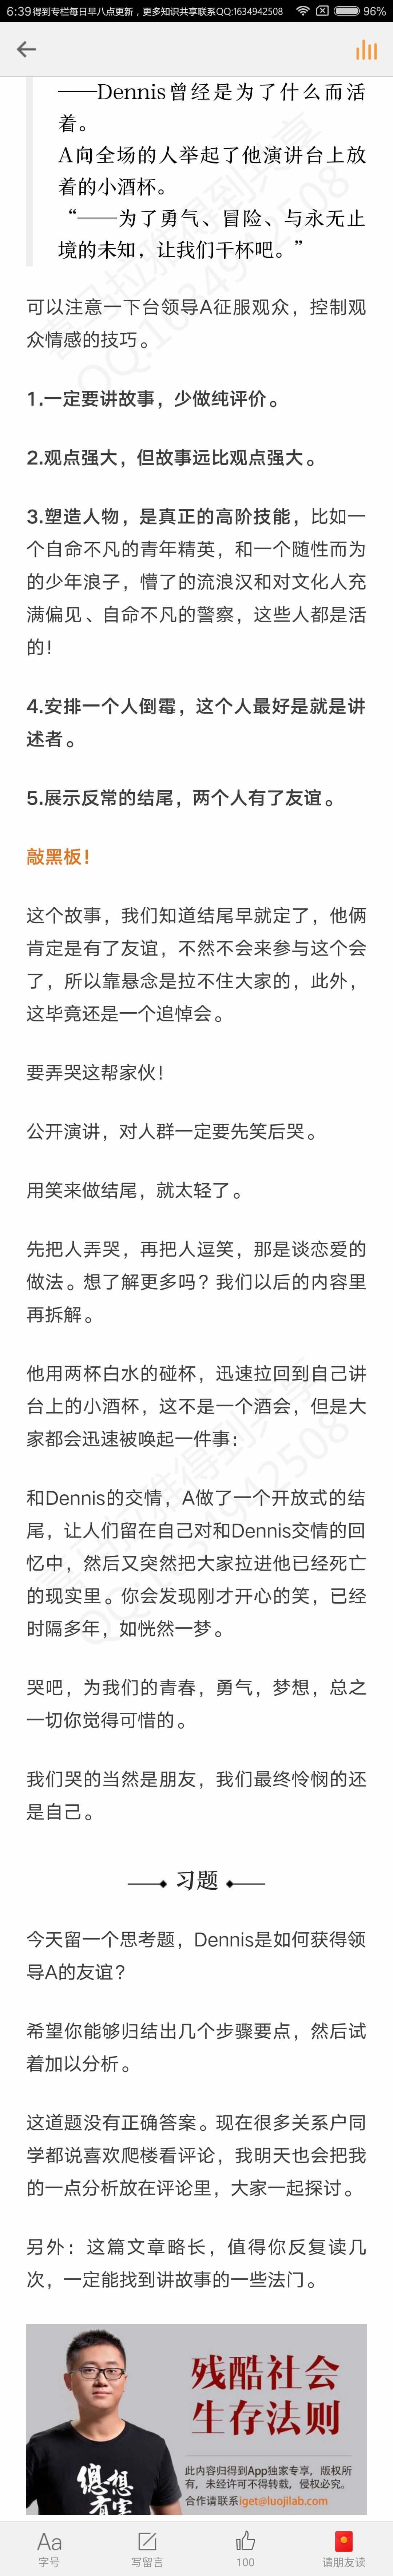 6:39 得到专栏每日早八点更新，更多知识共享联系QQ:1634942508 96%
——Dennis曾经是为了什么而活
着。
A向全场的人举起了他演讲台上放
着的小酒杯。
“——为了勇气、冒险、与永无止
境的未知，让我们干杯吧。”
可以注意一下台领导A征服观众，控制观
众情感的技巧。
1.一定要讲故事，少做纯评价。
2.观点强大，但故事远比观点强大。
3.塑造人物，是真正的高阶技能，比如一
个自命不凡的青年精英，和一个随性而为
的少年浪子，懵了的流浪汉和对文化人充
满偏见、自命不凡的警察，这些人都是活
的！
4.安排一个人倒霉，这个人最好是就是讲
述者。
5.展示反常的结尾，两个人有了友谊。
敲黑板！
这个故事，我们知道结尾早就定了，他俩
肯定是有了友谊，不然不会来参与这个会
了，所以靠悬念是拉不住大家的，此外，
这毕竟还是一个追悼会。
要弄哭这帮家伙！
公开演讲，对人群一定要先笑后哭。
用笑来做结尾，就太轻了。
先把人弄哭，再把人逗笑，那是谈恋爱的
做法。想了解更多吗？我们以后的内容里
再拆解。
他用两杯白水的碰杯，迅速拉回到自己讲
台上的小酒杯，这不是一个酒会，但是大
家都会迅速被唤起一件事：
和Dennis的交情，A做了一个开放式的结
尾，让人们留在自己对和Dennis交情的回
忆中，然后又突然把大家拉进他已经死亡
的现实里。你会发现刚才开心的笑，已经
时隔多年，如恍然一梦。
哭吧，为我们的青春，勇气，梦想，总之
一切你觉得可惜的。
我们哭的当然是朋友，我们最终怜悯的还
是自己。
习题
今天留一个思考题，Dennis是如何获得领
导A的友谊？
希望你能够归结出几个步骤要点，然后试
着加以分析。
这道题没有正确答案。现在很多关系户同
学都说喜欢爬楼看评论，我明天也会把我
的一点分析放在评论里，大家一起探讨。
另外：这篇文章略长，值得你反复读几
次，一定能找到讲故事的一些法门。
残酷社会
生存法则
此内容归得到App独家专享，版权所
有，未经许可不得转载，侵权必究。
合作请联系iget@luojilab.com
Aa
字号
写留言
100
请朋友读